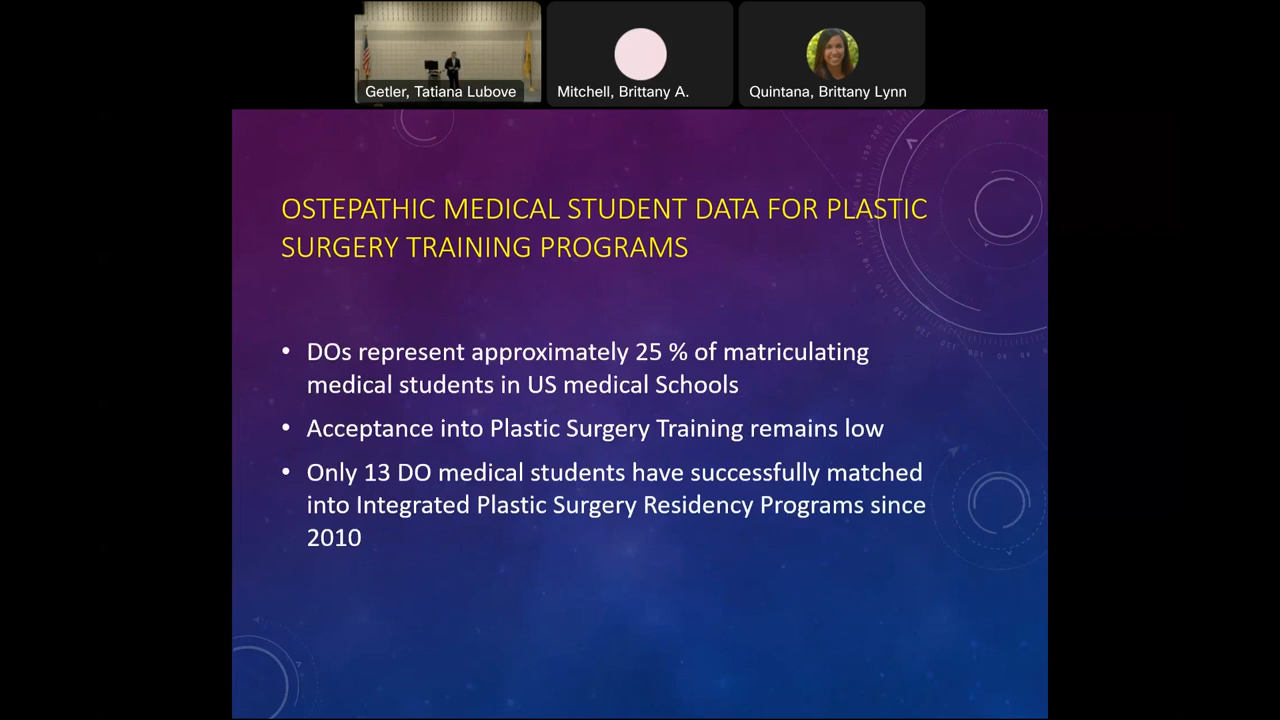 Getler, Tatiana Lubove
Mitchell, Brittany A.
Quintana, Brittany Lynn
OSTEPATHIC MEDICAL STUDENT DATA FOR PLASTIC
SURGERY TRAINING PROGRAMS
• DOs represent approximately 25 % of matriculating
medical students in US medical Schools
• Acceptance into Plastic Surgery Training remains low
• Only 13 DO medical students have successfully matched
into Integrated Plastic Surgery Residency Programs since
2010